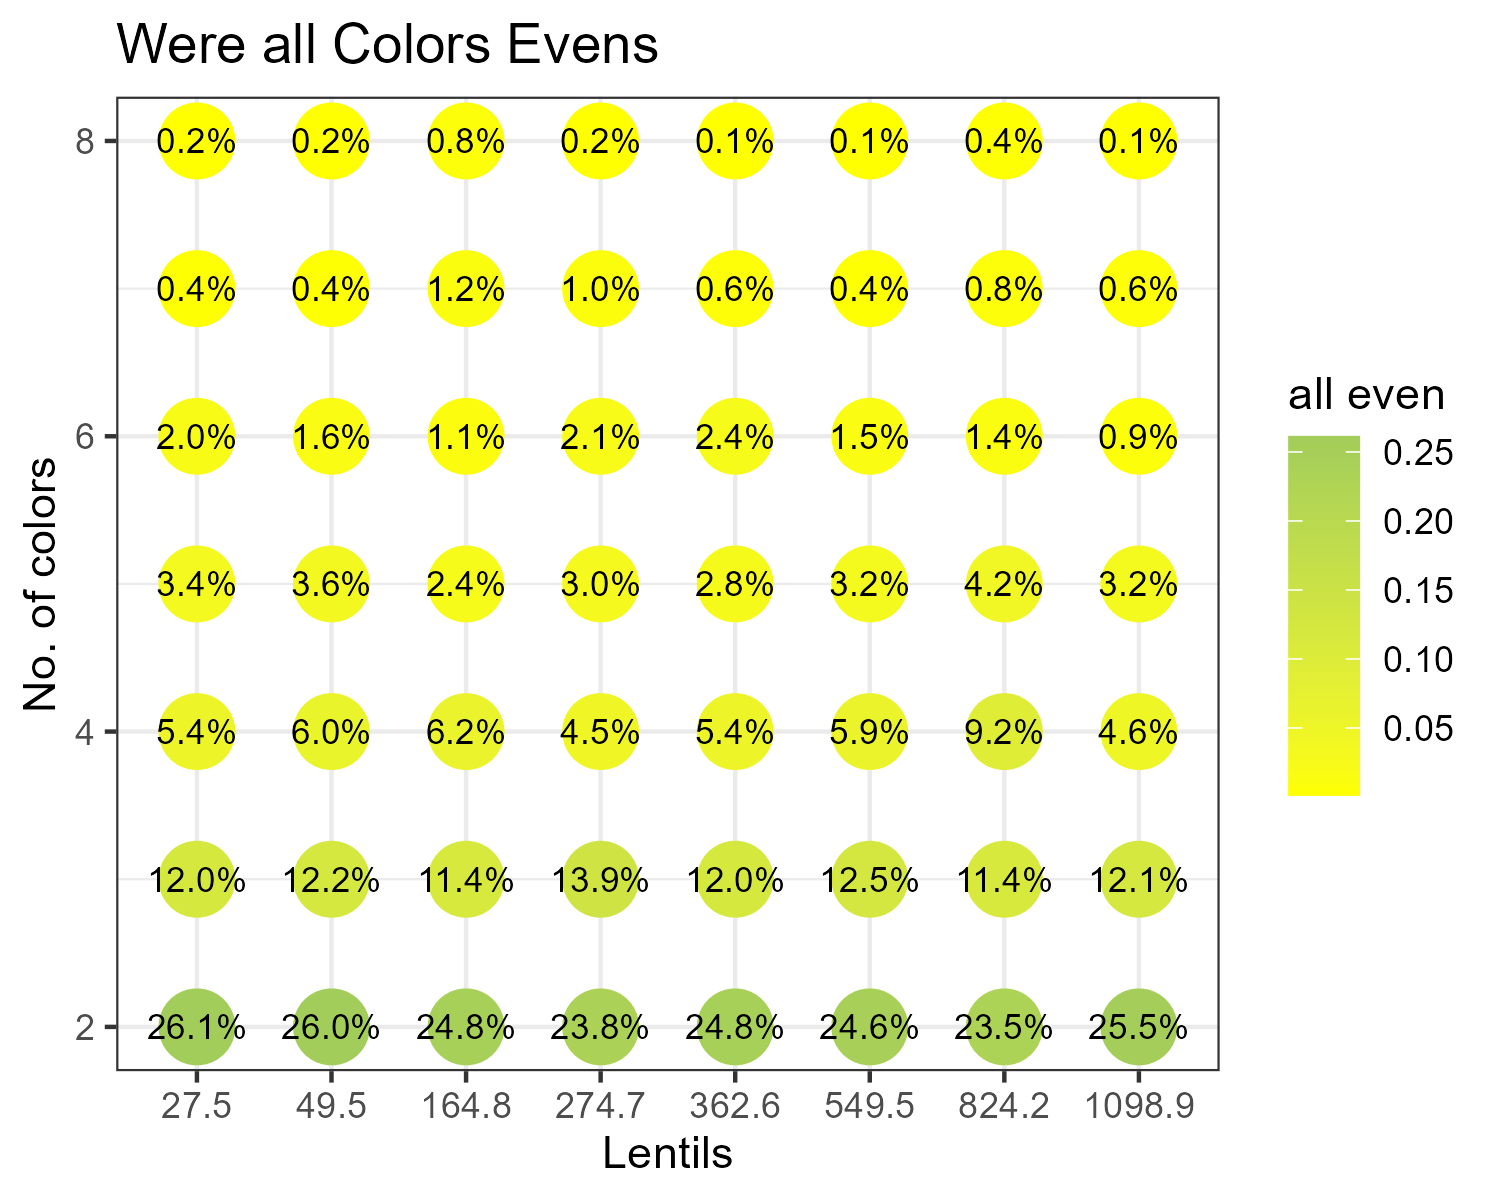 Were all Colors Evens
8
0.2% 0.2% 0.8% 0.2% 0.1% 0.1% 0.4% 0.1%
0.4% 0.4% 1.2% 1.0% 0.6% 0.4% 0.8% 0.6%
6
2.0% 1.6% 1.1% 2.1% 2.4% 1.5% 1.4% 0.9%
3.4% 3.6% 2.4% 3.0% 2.8% 3.2% 4.2% 3.2%
4
5.4% 6.0% 6.2% 4.5% 5.4% 5.9% 9.2% 4.6%
12.0% 12.2% 11.4% 13.9% 12.0% 12.5% 11.4% 12.1%
2
26.1% 26.0% 24.8% 23.8% 24.8% 24.6% 23.5% 25.5%
27.5 49.5 164.8 274.7 362.6 549.5 824.2 1098.9
Lentils
No. of colors
all even
0.25
0.20
0.15
0.10
0.05